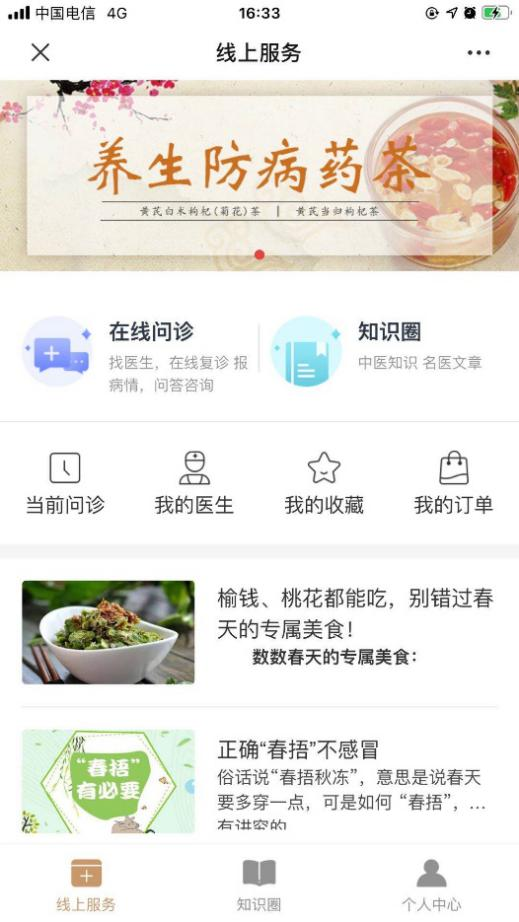 中国电信 4G 16:33
线上服务
养生防病药茶
黄芪白术枸杞(菊花)茶 | 黄芪当归枸杞茶
在线问诊
找医生，在线复诊 报
病情，问答咨询
知识圈
中医知识 名医文章
当前问诊 我的医生 我的收藏 我的订单
榆钱、桃花都能吃，别错过春
天的专属美食！
数数春天的专属美食：
“春捂”
有必要
正确“春捂”不感冒
俗话说“春捂秋冻”，意思是说春天
要多穿一点，可是如何 “春捂”，...
有讲究的
线上服务 知识圈 个人中心